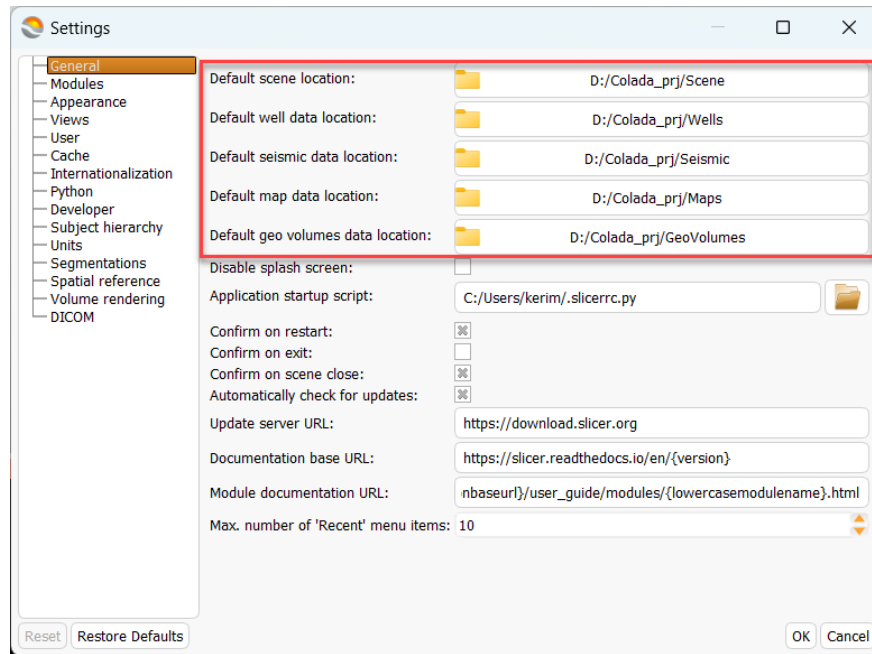 Settings
General
Modules
Appearance
Views
User
Cache
Internationalization
Python
Developer
Subject hierarchy
Units
Segmentations
Spatial reference
Volume rendering
DICOM
Default scene location: D:/Colada_prj/Scene
Default well data location: D:/Colada_prj/Wells
Default seismic data location: D:/Colada_prj/Seismic
Default map data location: D:/Colada_prj/Maps
Default geo volumes data location: D:/Colada_prj/GeoVolumes
Disable splash screen:
Application startup script: C:/Users/kerim/.slicerrc.py
Confirm on restart:
Confirm on exit:
Confirm on scene close:
Automatically check for updates:
Update server URL: https://download.slicer.org
Documentation base URL: https://slicer.readthedocs.io/en/{version}
Module documentation URL: nbaseurl}/user_guide/modules/{lowercasemodulename}.html
Max. number of 'Recent' menu items: 10
Reset Restore Defaults OK Cancel